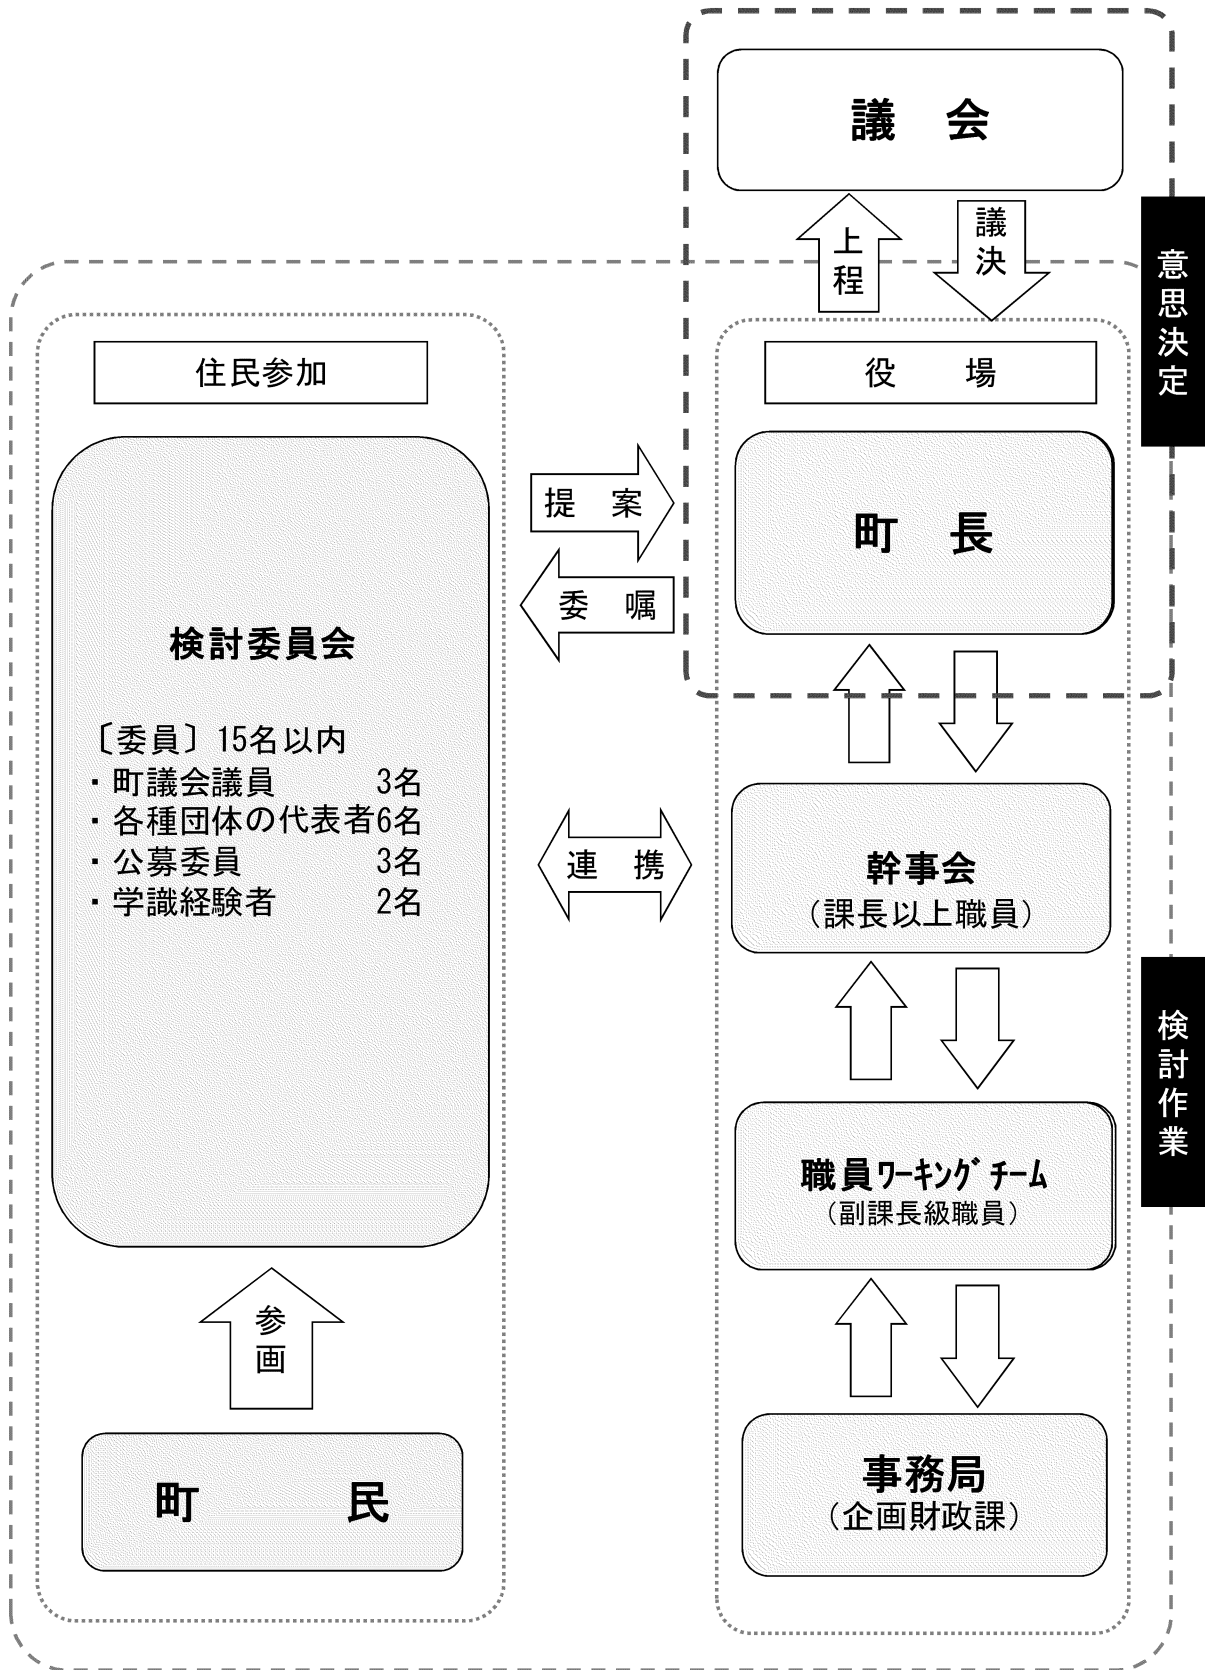 議　会
上程
議決
意思決定
住民参加
役　場
提　案
町　長
委　嘱
検討委員会
〔委員〕15名以内
・町議会議員　3名
・各種団体の代表者6名
・公募委員　3名
・学識経験者　2名
連　携
幹事会
（課長以上職員）
検討作業
職員ﾜｰｷﾝｸﾞﾁｰﾑ
（副課長級職員）
参画
町　民
事務局
（企画財政課）